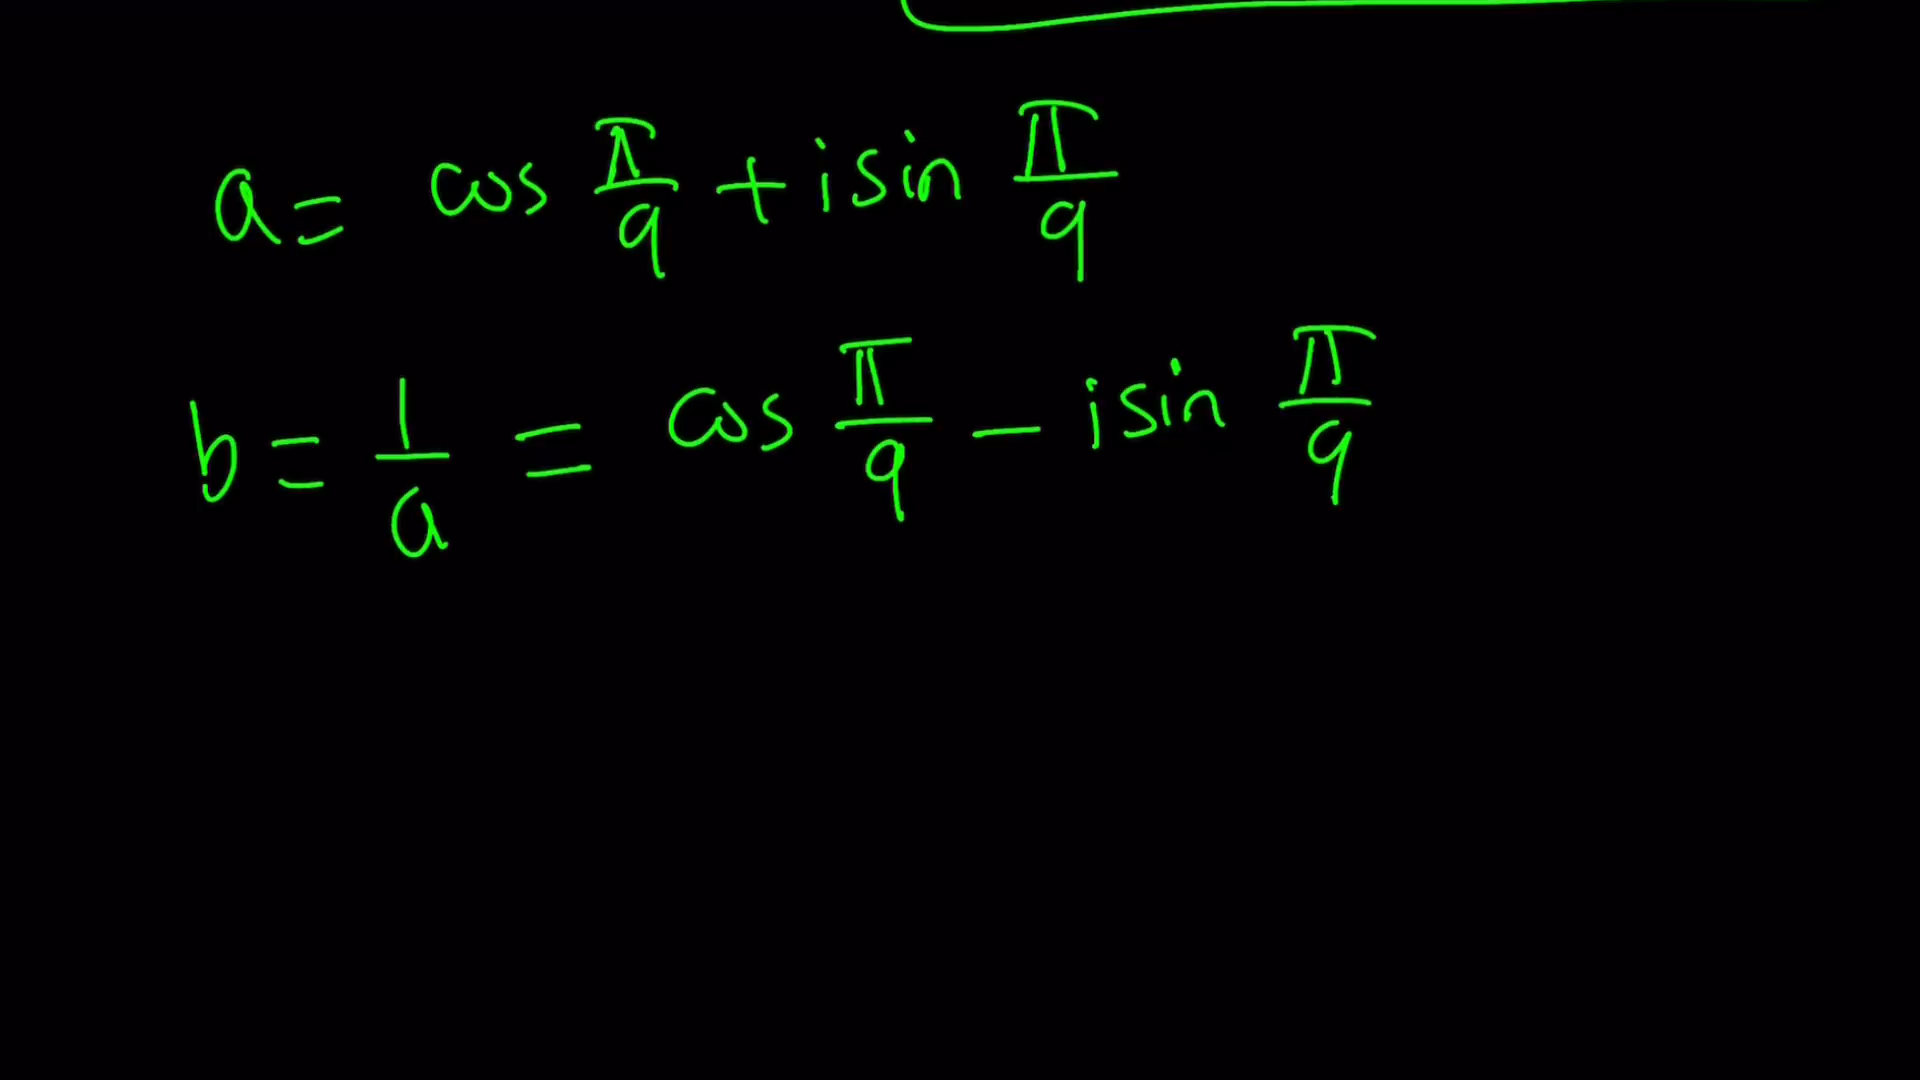 a = cos π/9 + i sin π/9
b = 1/a = cos π/9 − i sin π/9